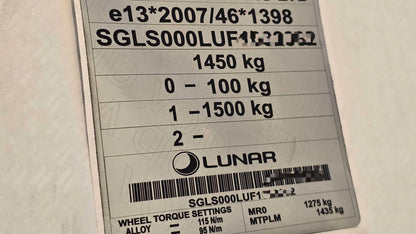 e13*2007/46*1398
SGLS000LUF
1450 kg
0 – 100 kg
1 – 1500 kg
2 –
LUNAR
SGLS000LUF1
WHEEL TORQUE SETTINGS
ALLOY = 115 Nm
= 95 Nm
MR0 1275 kg
MTPLM 1435 kg